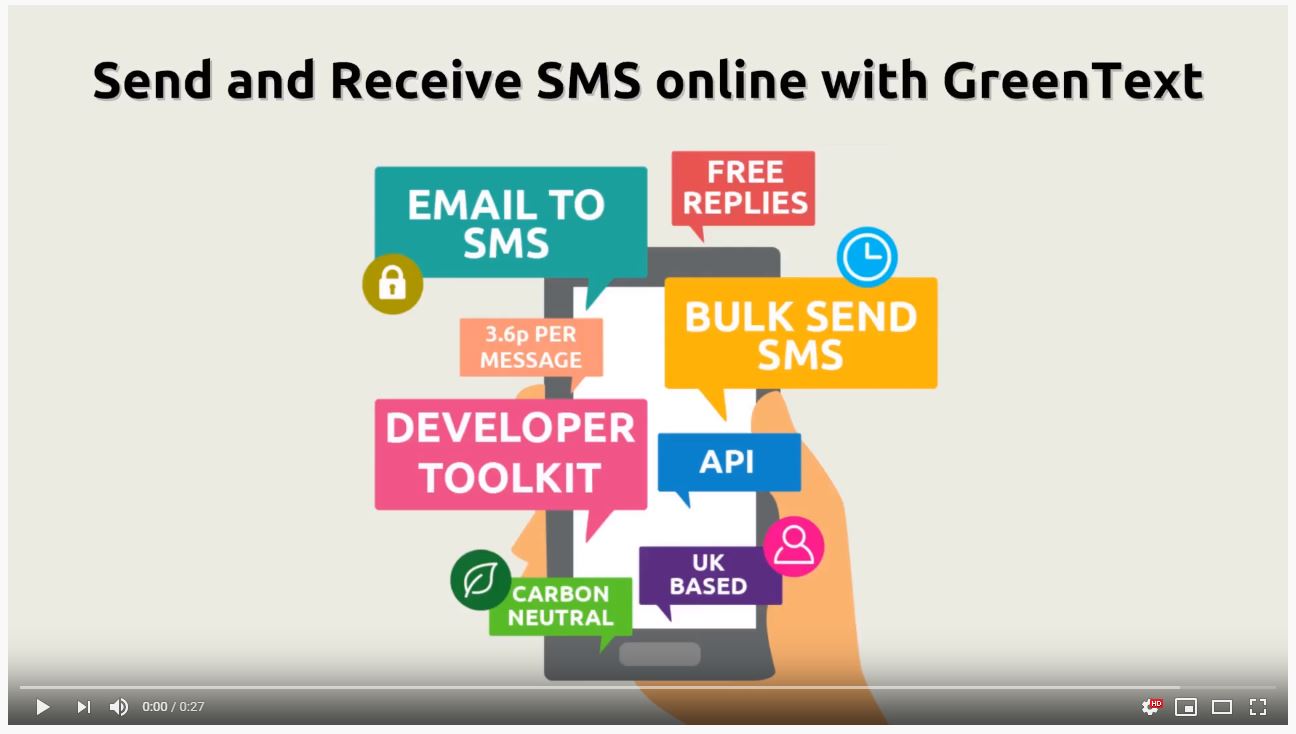 Send and Receive SMS online with GreenText
FREE
REPLIES
EMAIL TO
SMS
BULK SEND
SMS
3.6p PER
MESSAGE
DEVELOPER
TOOLKIT
API
UK
BASED
CARBON
NEUTRAL
0:00 / 0:27
HD